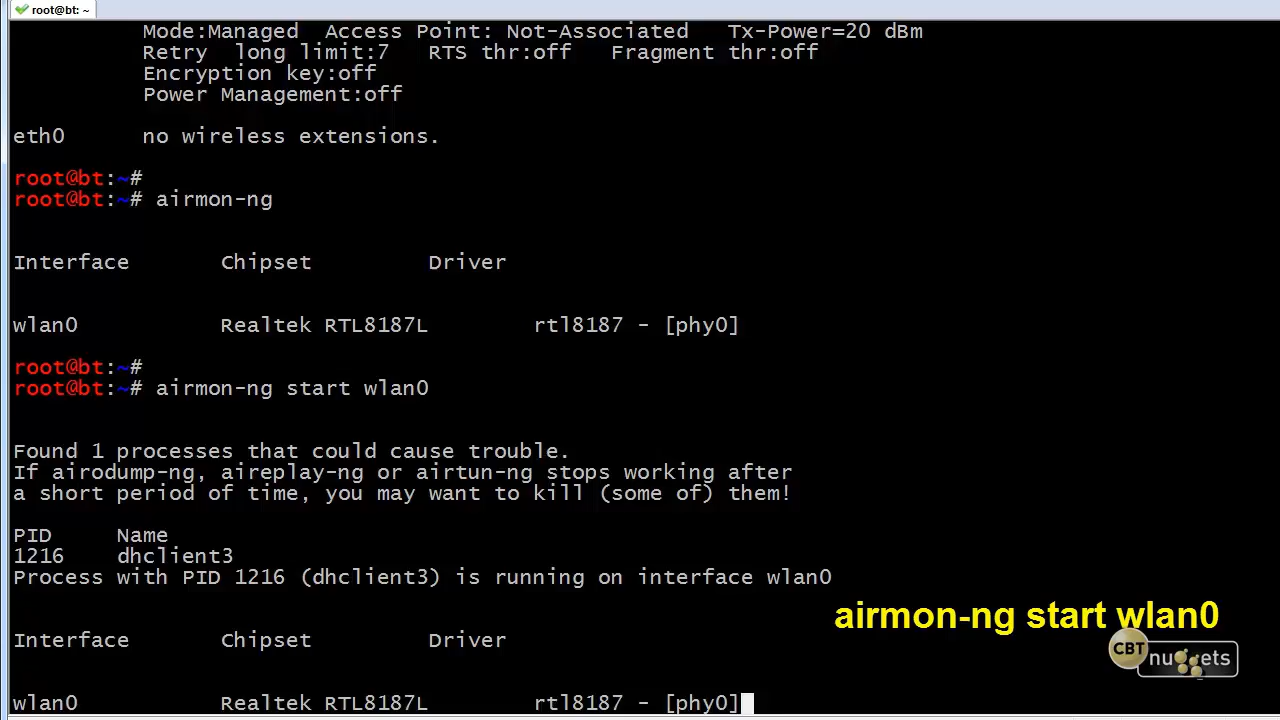 root@bt: ~
Mode:Managed  Access Point: Not-Associated   Tx-Power=20 dBm
Retry  long limit:7   RTS thr:off   Fragment thr:off
Encryption key:off
Power Management:off
eth0      no wireless extensions.
root@bt:~#
root@bt:~# airmon-ng
Interface       Chipset         Driver
wlan0           Realtek RTL8187L        rtl8187 - [phy0]
root@bt:~#
root@bt:~# airmon-ng start wlan0
Found 1 processes that could cause trouble.
If airodump-ng, aireplay-ng or airtun-ng stops working after
a short period of time, you may want to kill (some of) them!
PID     Name
1216    dhclient3
Process with PID 1216 (dhclient3) is running on interface wlan0
airmon-ng start wlan0
Interface       Chipset         Driver
CBT nuggets
wlan0           Realtek RTL8187L        rtl8187 - [phy0]